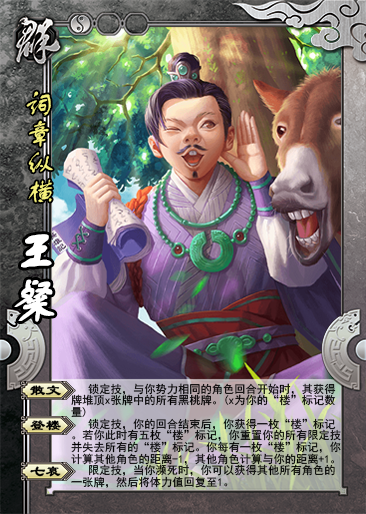 群
词章纵横
王粲
散文
锁定技，与你势力相同的角色回合开始时，其获得
牌堆顶x张牌中的所有黑桃牌。（x为你的“楼”标记数
量）
登楼
锁定技，你的回合结束后，你获得一枚“楼”标记
。若你此时有五枚“楼”标记，你重置你的所有限定技
并失去所有的“楼”标记。你每有一枚“楼”标记，你
计算其他角色的距离-1，其他角色计算与你的距离+1。
七哀
限定技，当你濒死时，你可以获得其他所有角色的
一张牌，然后将体力值回复至1。